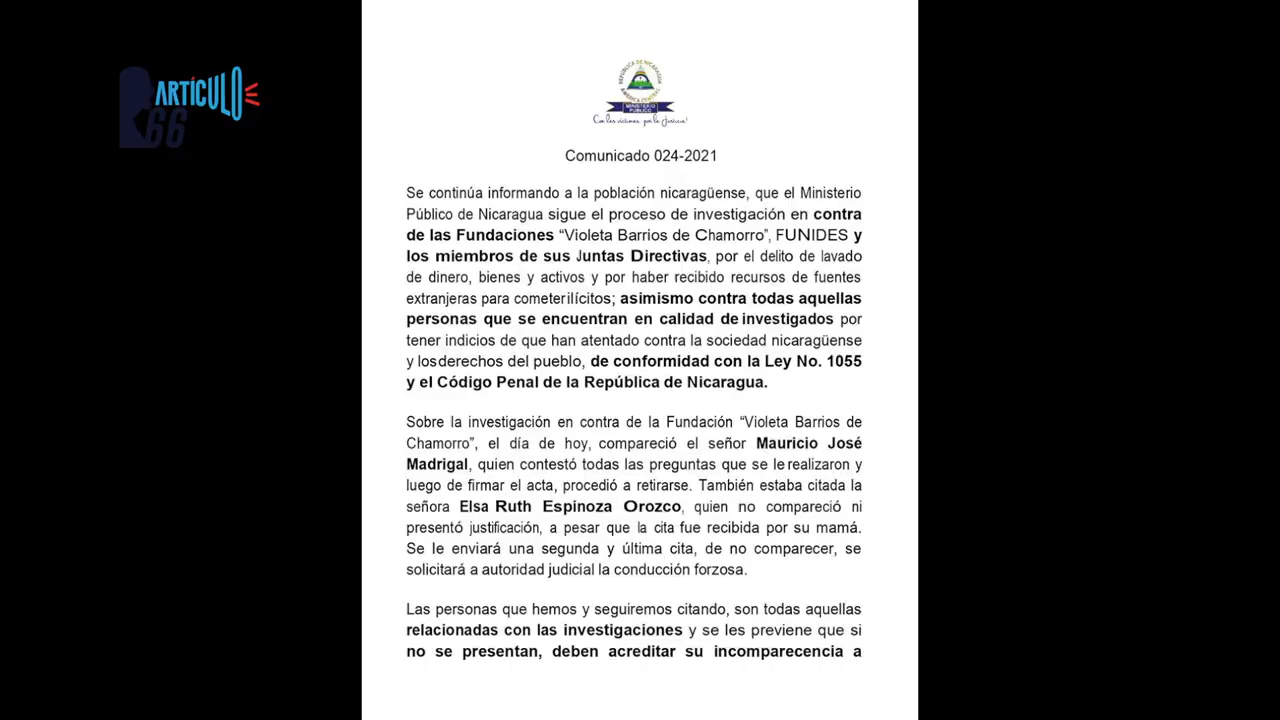 ARTÍCULO
66
REPÚBLICA DE NICARAGUA
AMÉRICA CENTRAL
MINISTERIO
PÚBLICO
Con las víctimas, por la Justicia!
Comunicado 024-2021
Se continúa informando a la población nicaragüense, que el Ministerio
Público de Nicaragua sigue el proceso de investigación en contra
de las Fundaciones “Violeta Barrios de Chamorro”, FUNIDES y
los miembros de sus Juntas Directivas, por el delito de lavado
de dinero, bienes y activos y por haber recibido recursos de fuentes
extranjeras para cometer ilícitos; asimismo contra todas aquellas
personas que se encuentran en calidad de investigados por
tener indicios de que han atentado contra la sociedad nicaragüense
y los derechos del pueblo, de conformidad con la Ley No. 1055
y el Código Penal de la República de Nicaragua.
Sobre la investigación en contra de la Fundación “Violeta Barrios de
Chamorro”, el día de hoy, compareció el señor Mauricio José
Madrigal, quien contestó todas las preguntas que se le realizaron y
luego de firmar el acta, procedió a retirarse. También estaba citada la
señora Elsa Ruth Espinoza Orozco, quien no compareció ni
presentó justificación, a pesar que la cita fue recibida por su mamá.
Se le enviará una segunda y última cita, de no comparecer, se
solicitará a autoridad judicial la conducción forzosa.
Las personas que hemos y seguiremos citando, son todas aquellas
relacionadas con las investigaciones y se les previene que si
no se presentan, deben acreditar su incomparecencia a